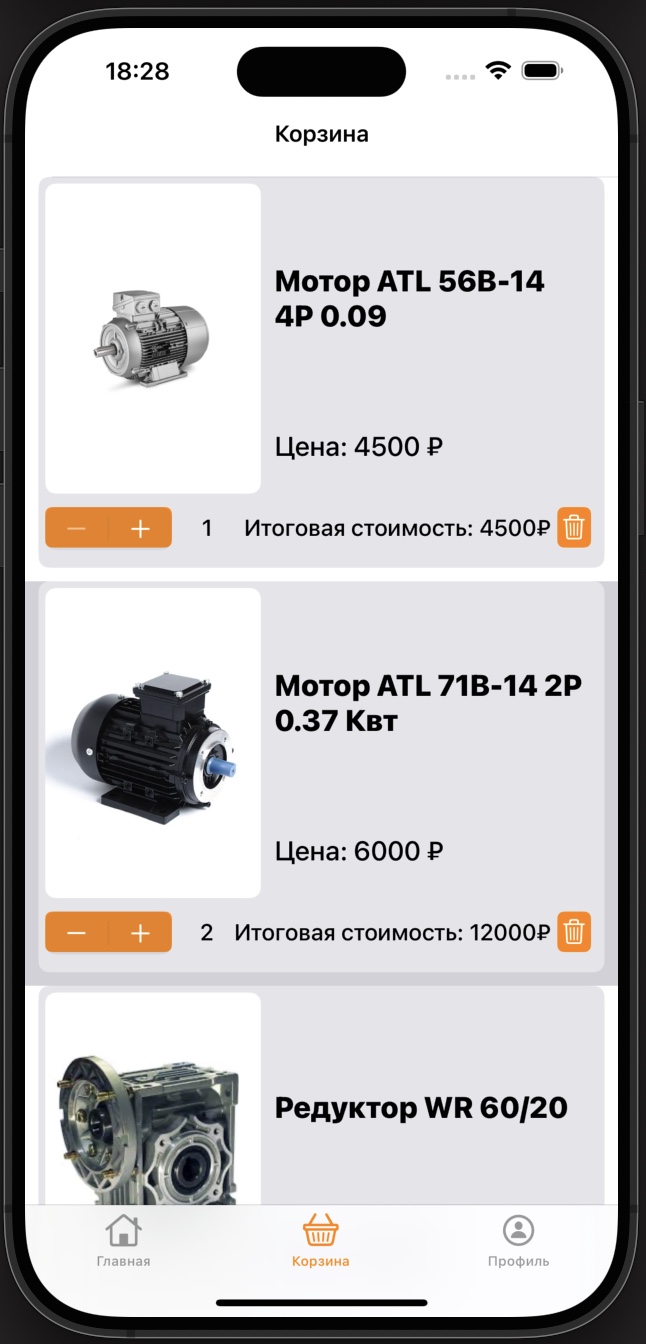 18:28
Корзина
Мотор ATL 56B-14
4P 0.09
Цена: 4500 ₽
1 Итоговая стоимость: 4500₽
Мотор ATL 71B-14 2P
0.37 Квт
Цена: 6000 ₽
2 Итоговая стоимость: 12000₽
Редуктор WR 60/20
Главная Корзина Профиль